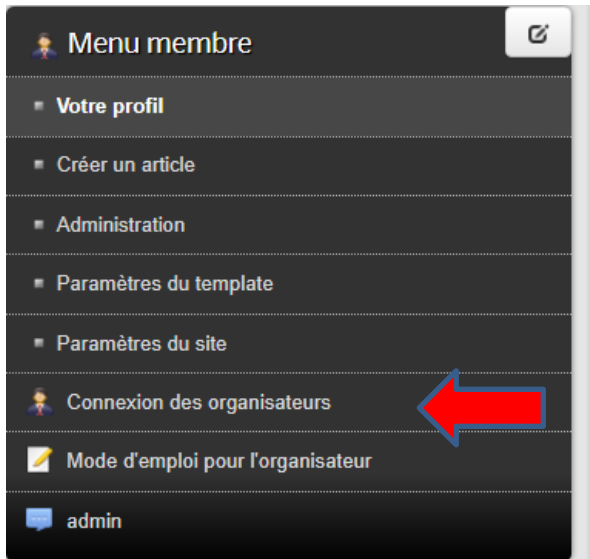 Menu membre
Votre profil
Créer un article
Administration
Paramètres du template
Paramètres du site
Connexion des organisateurs
Mode d'emploi pour l'organisateur
admin